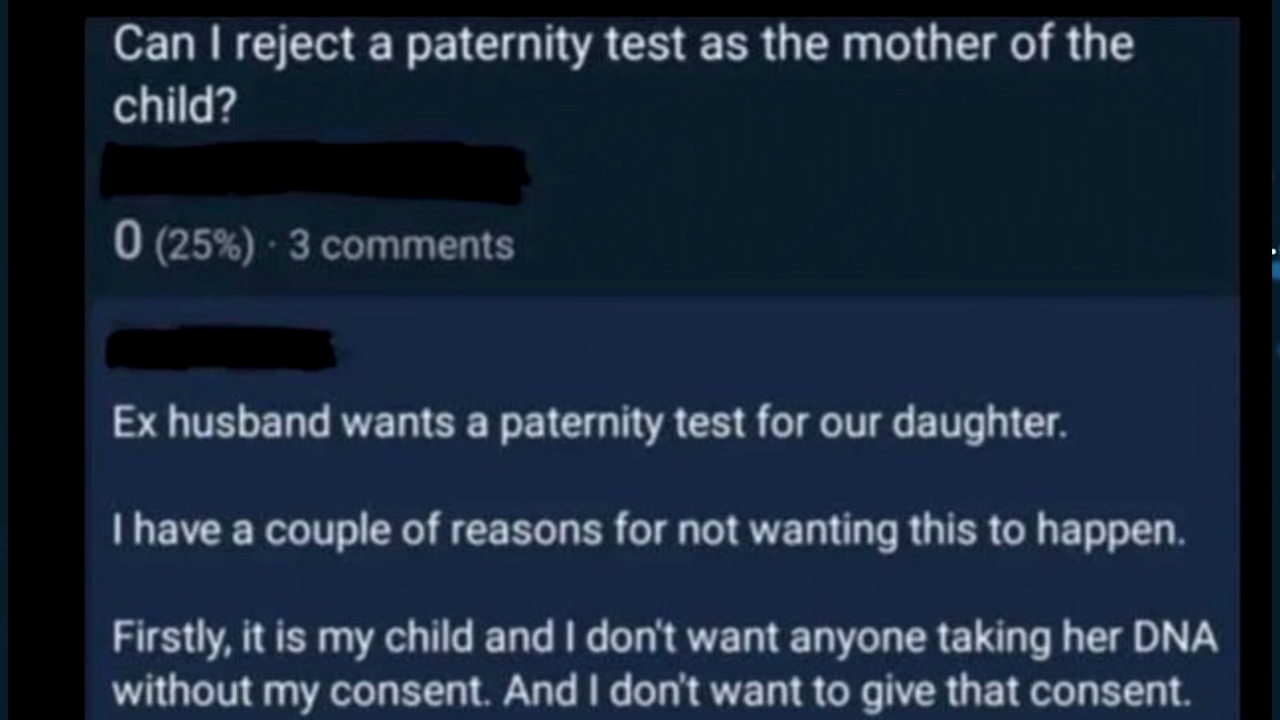 Can I reject a paternity test as the mother of the
child?
0 (25%) · 3 comments
Ex husband wants a paternity test for our daughter.
I have a couple of reasons for not wanting this to happen.
Firstly, it is my child and I don't want anyone taking her DNA
without my consent. And I don't want to give that consent.